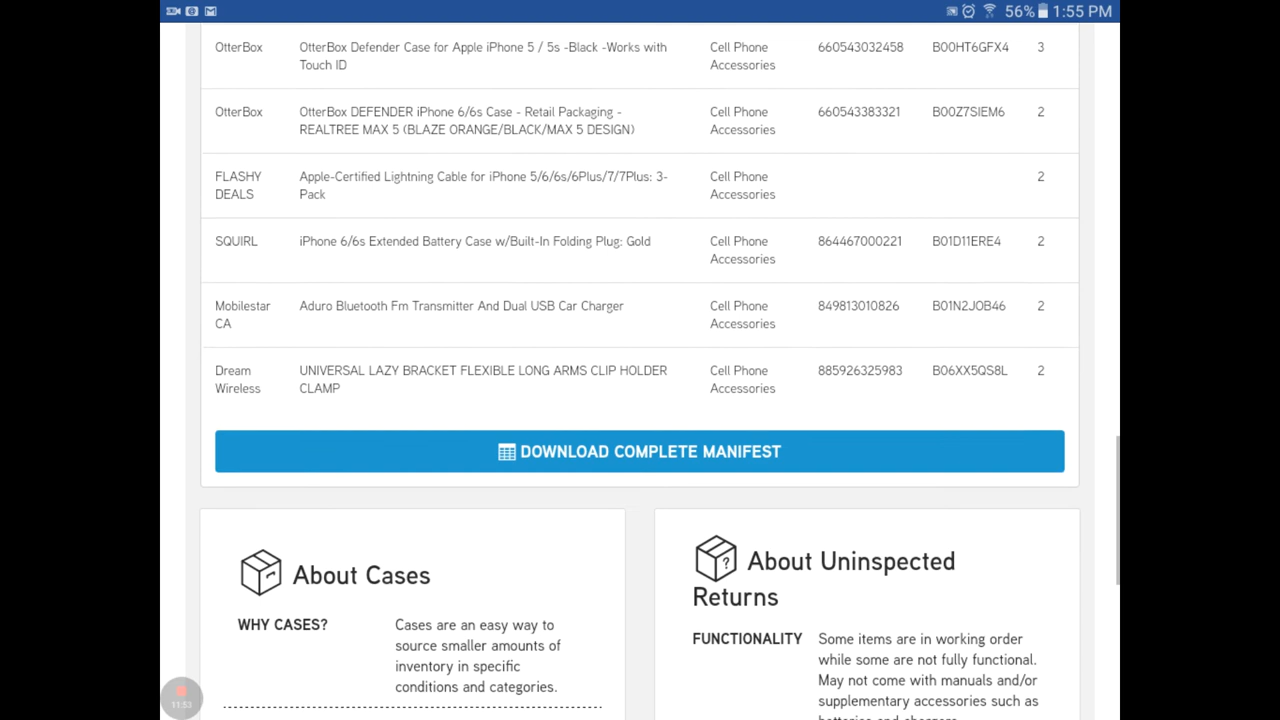 56% 1:55 PM
OtterBox OtterBox Defender Case for Apple iPhone 5 / 5s -Black -Works with Touch ID Cell Phone Accessories 660543032458 B00HT6GFX4 3
OtterBox OtterBox DEFENDER iPhone 6/6s Case - Retail Packaging - REALTREE MAX 5 (BLAZE ORANGE/BLACK/MAX 5 DESIGN) Cell Phone Accessories 660543383321 B00Z7SIEM6 2
FLASHY DEALS Apple-Certified Lightning Cable for iPhone 5/6/6s/6Plus/7/7Plus: 3-Pack Cell Phone Accessories 2
SQUIRL iPhone 6/6s Extended Battery Case w/Built-In Folding Plug: Gold Cell Phone Accessories 864467000221 B01D11ERE4 2
Mobilestar CA Aduro Bluetooth Fm Transmitter And Dual USB Car Charger Cell Phone Accessories 849813010826 B01N2JOB46 2
Dream Wireless UNIVERSAL LAZY BRACKET FLEXIBLE LONG ARMS CLIP HOLDER CLAMP Cell Phone Accessories 885926325983 B06XX5QS8L 2
DOWNLOAD COMPLETE MANIFEST
About Cases
WHY CASES?
Cases are an easy way to
source smaller amounts of
inventory in specific
conditions and categories.
About Uninspected
Returns
FUNCTIONALITY
Some items are in working order
while some are not fully functional.
May not come with manuals and/or
supplementary accessories such as
batteries and chargers.
11:53